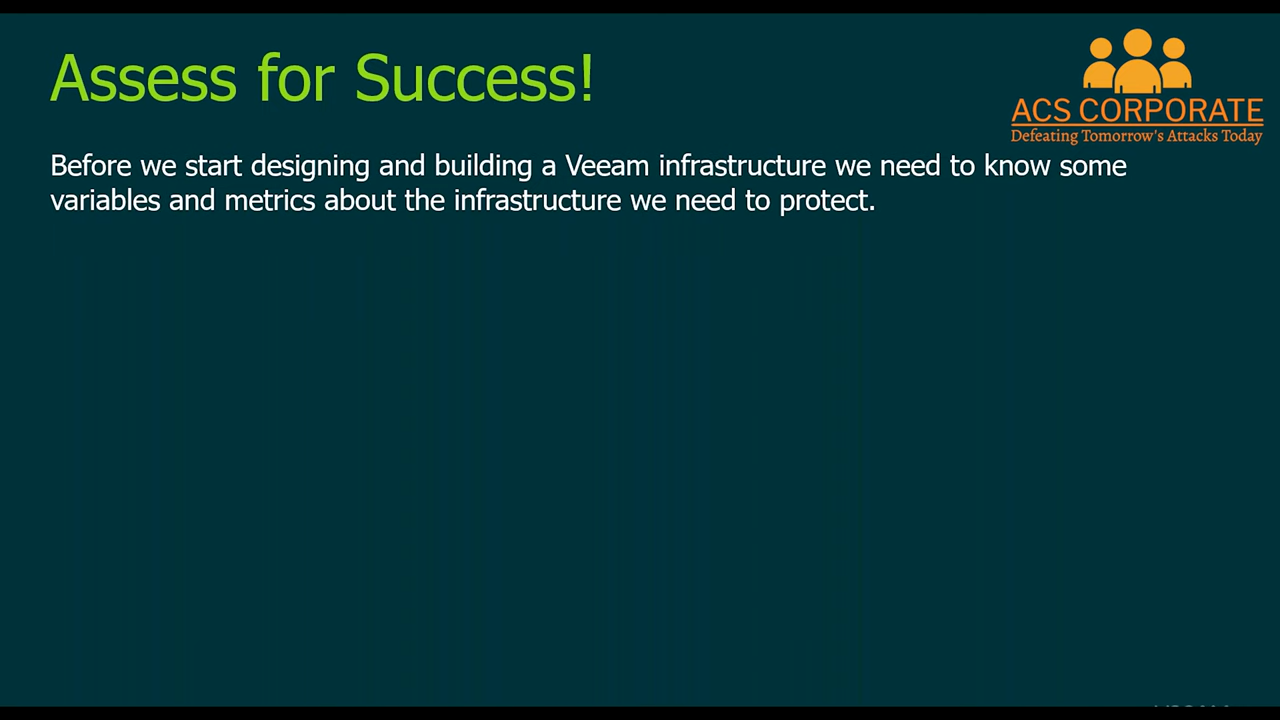 Assess for Success!
ACS CORPORATE
Defeating Tomorrow's Attacks Today
Before we start designing and building a Veeam infrastructure we need to know some
variables and metrics about the infrastructure we need to protect.